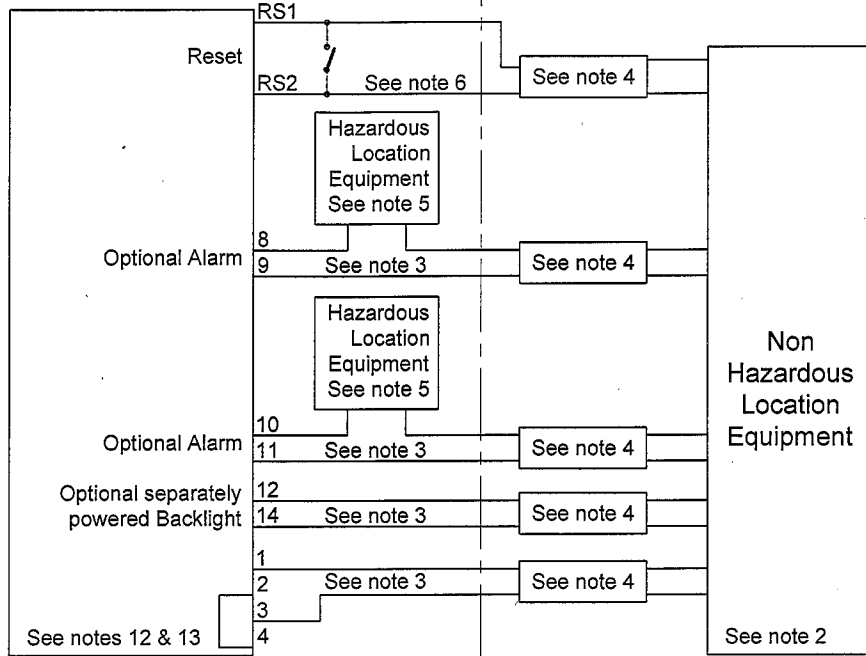 RS1
Reset
See note 4
RS2
See note 6
Hazardous
Location
Equipment
See note 5
8
Optional Alarm
9
See note 3
See note 4
Hazardous
Location
Equipment
See note 5
Non
Hazardous
Location
Equipment
10
Optional Alarm
11
See note 3
See note 4
Optional separately
powered Backlight
12
14
See note 3
See note 4
1
2
See note 3
See note 4
3
4
See notes 12 & 13
See note 2